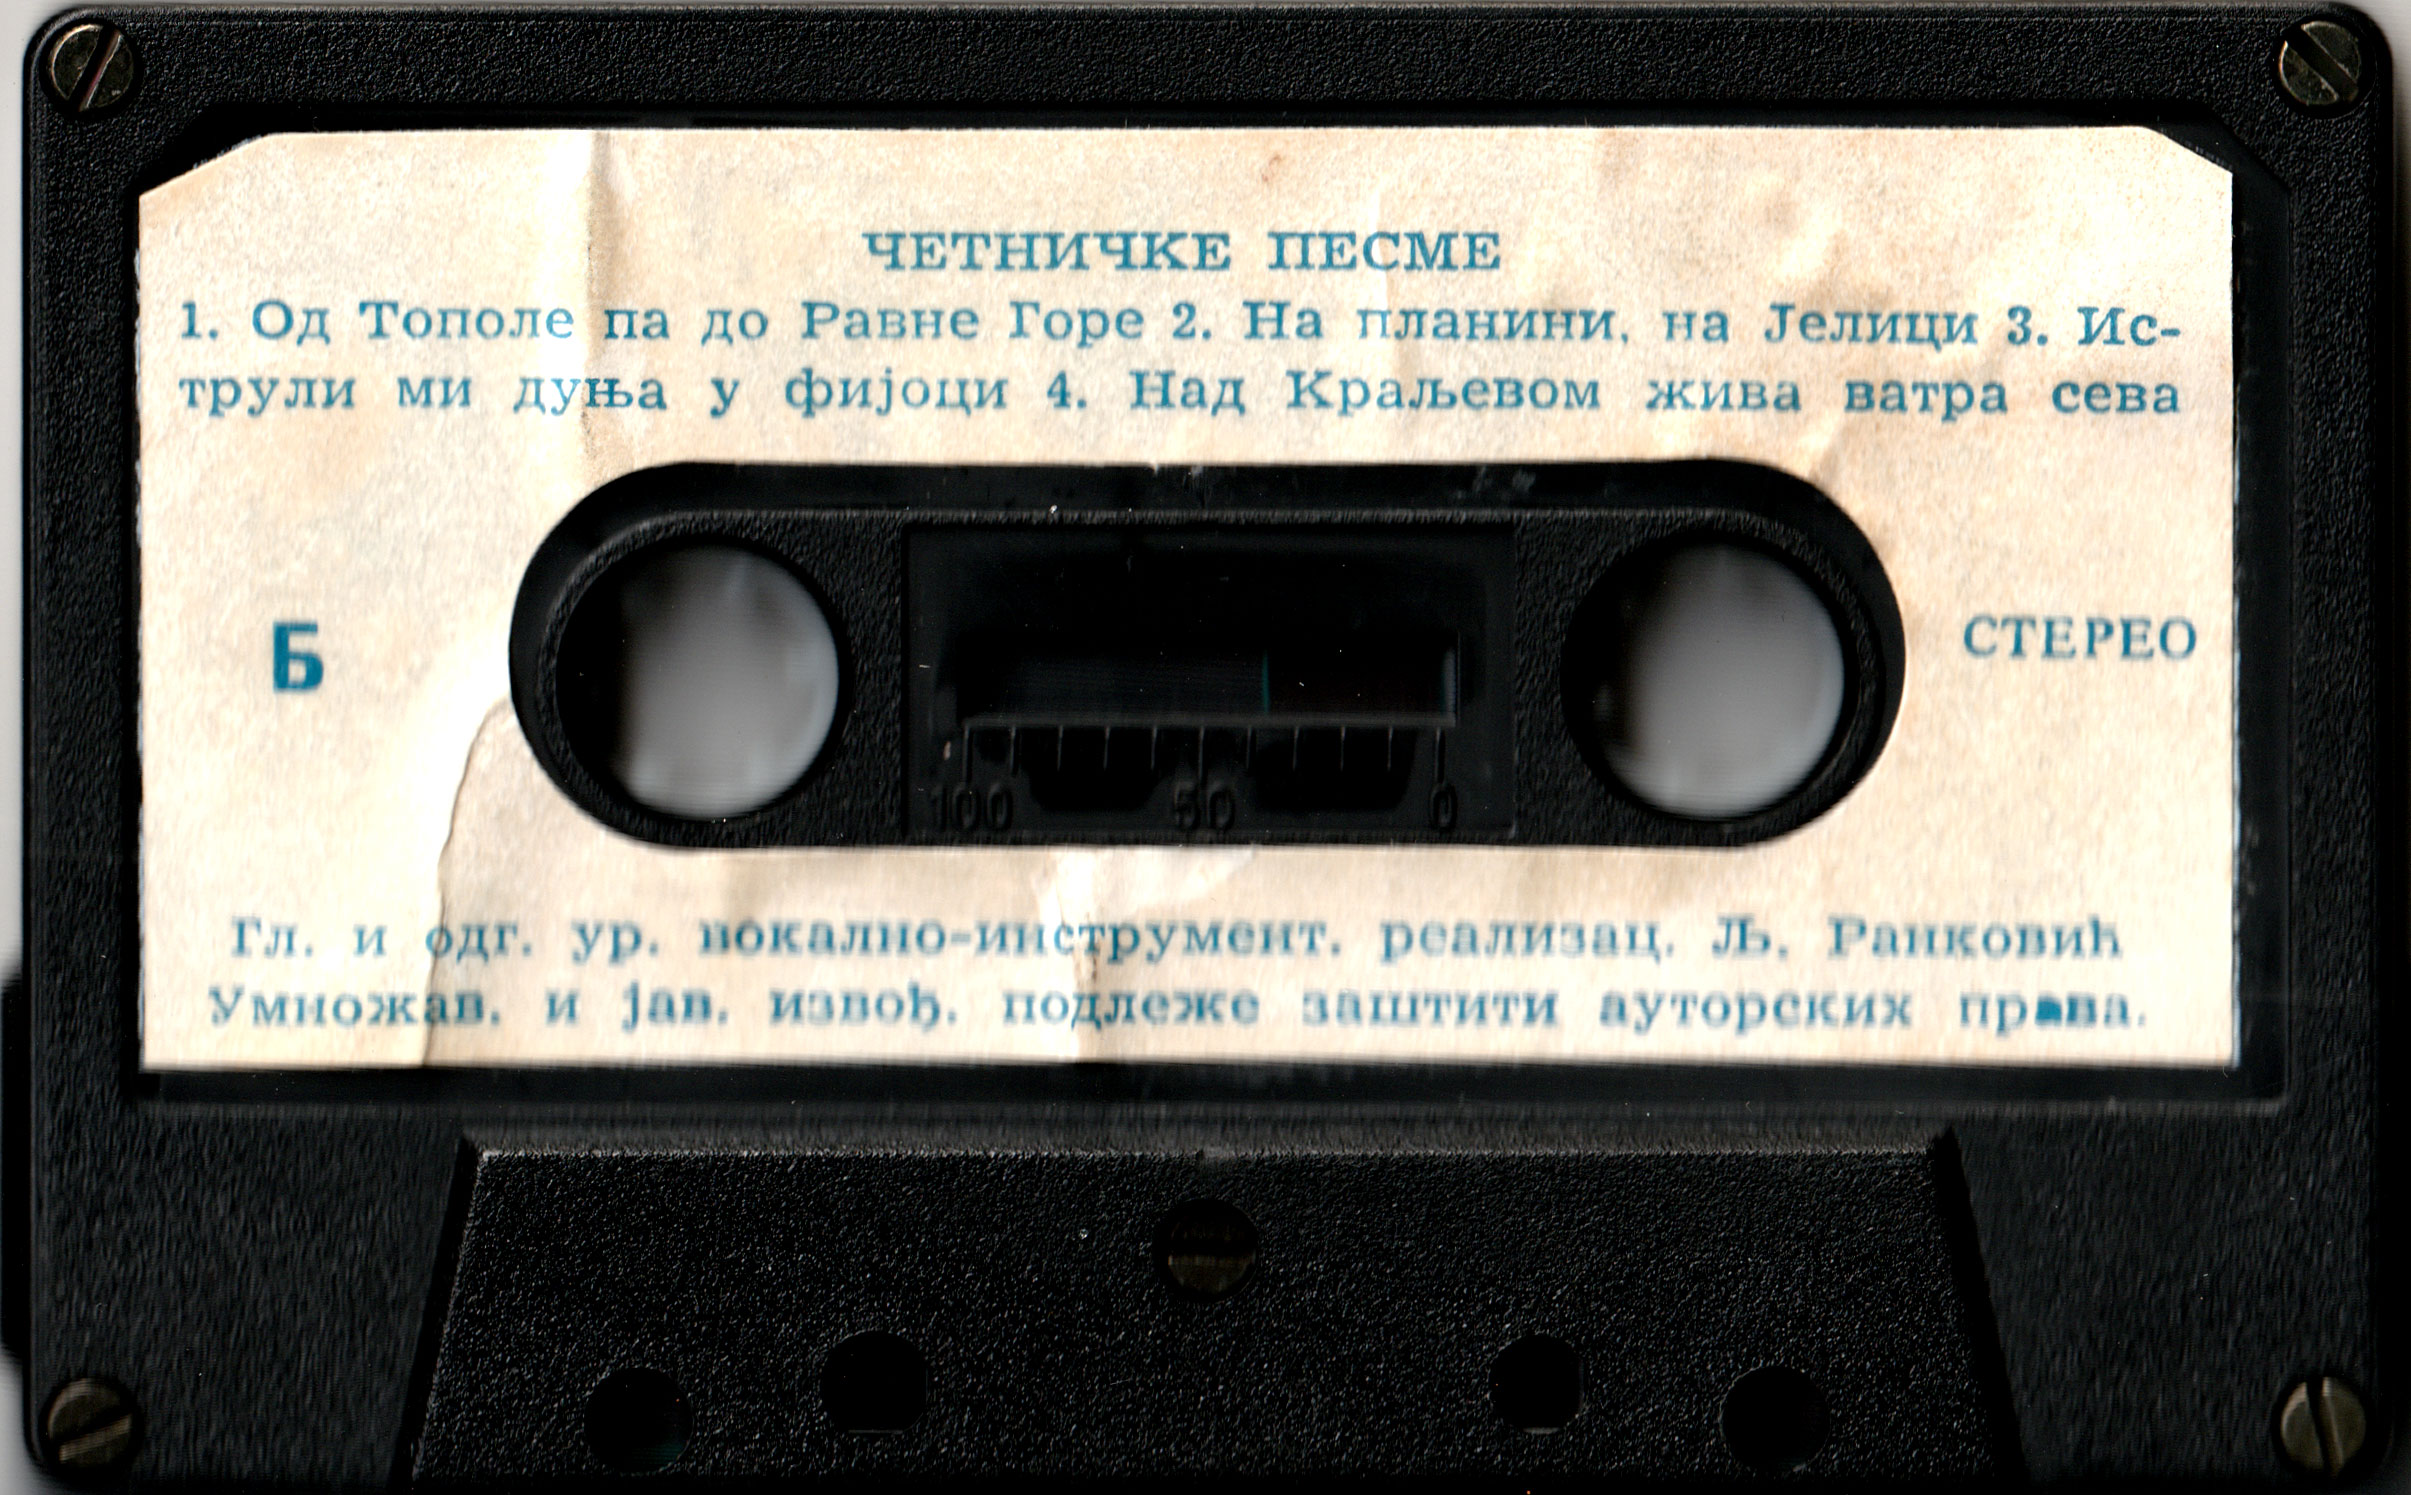 ЧЕТНИЧКЕ ПЕСМЕ
1. Од Тополе па до Равне Горе 2. На планини, на Јелици 3. Ис-
трули ми дуња у фијоци 4. Над Краљевом жива ватра сева
Б
СТЕРЕО
100 50 0
Гл. и одг. ур. вокално-инструмент. реализац. Љ. Ранковић
Умножав. и јав. извођ. подлеже заштити ауторских права.